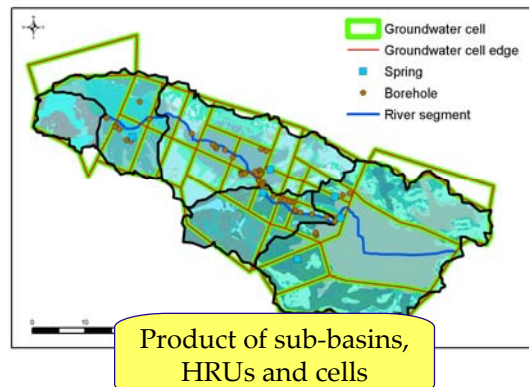 Groundwater cell
Groundwater cell edge
Spring
Borehole
River segment
0
10
Product of sub-basins,
HRUs and cells